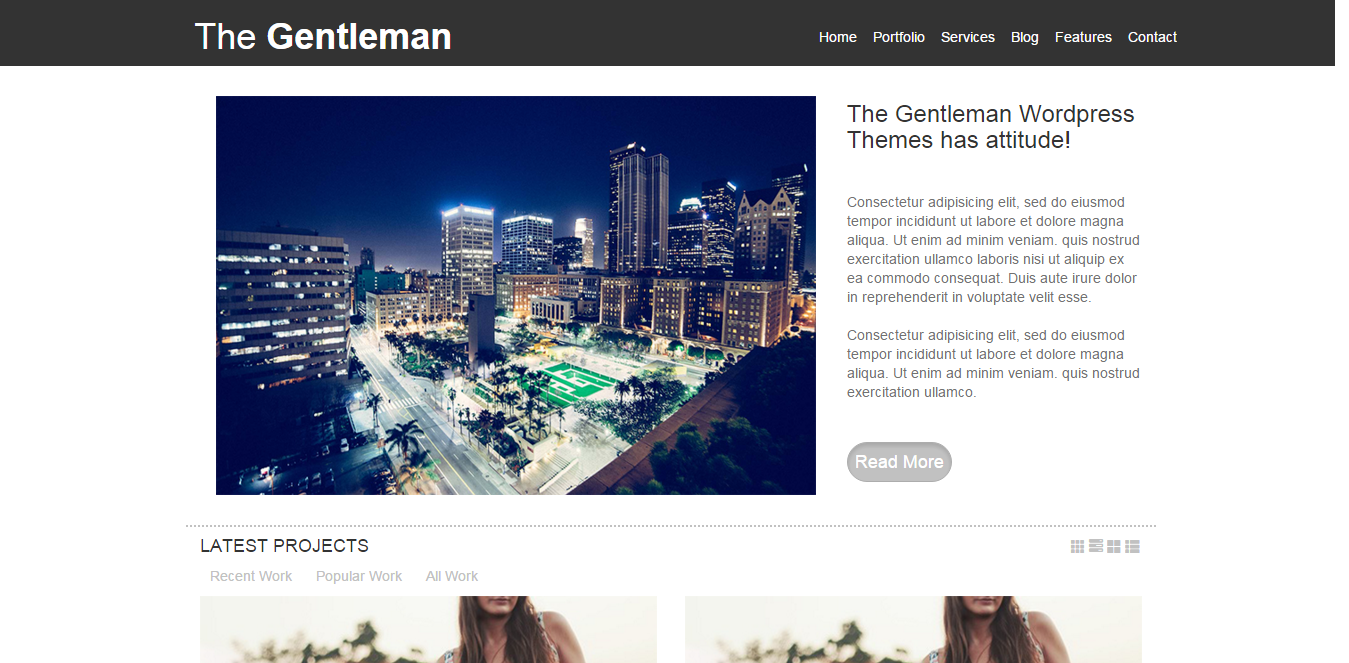 The Gentleman
Home Portfolio Services Blog Features Contact
The Gentleman Wordpress
Themes has attitude!
Consectetur adipisicing elit, sed do eiusmod
tempor incididunt ut labore et dolore magna
aliqua. Ut enim ad minim veniam. quis nostrud
exercitation ullamco laboris nisi ut aliquip ex
ea commodo consequat. Duis aute irure dolor
in reprehenderit in voluptate velit esse.
Consectetur adipisicing elit, sed do eiusmod
tempor incididunt ut labore et dolore magna
aliqua. Ut enim ad minim veniam. quis nostrud
exercitation ullamco.
Read More
LATEST PROJECTS
Recent Work Popular Work All Work